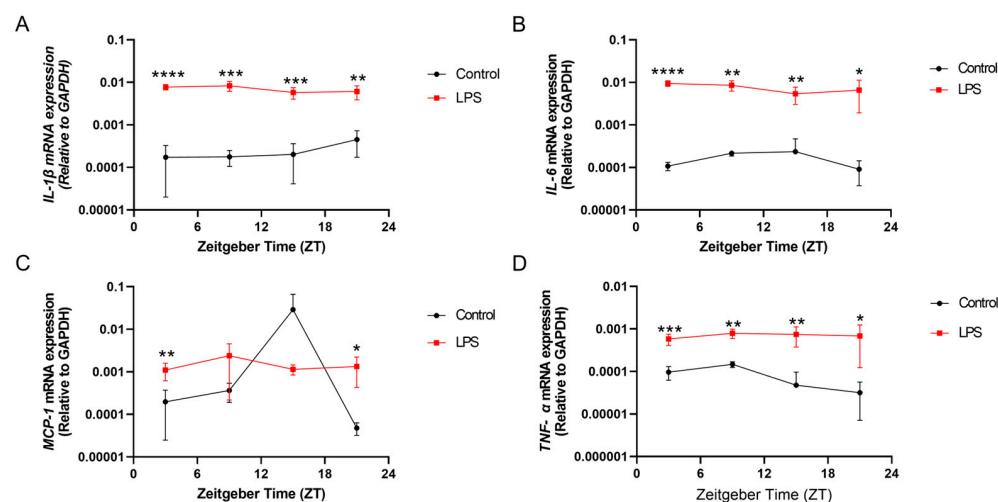 A
IL-1β mRNA expression
(Relative to GAPDH)
0.1
0.01
0.001
0.0001
0.00001
**** *** *** **
0 6 12 18 24
Zeitgeber Time (ZT)
Control
LPS
B
IL-6 mRNA expression
(Relative to GAPDH)
0.1
0.01
0.001
0.0001
0.00001
**** ** ** *
0 6 12 18 24
Zeitgeber Time (ZT)
Control
LPS
C
MCP-1 mRNA expression
(Relative to GAPDH)
0.1
0.01
0.001
0.0001
0.00001
** *
0 6 12 18 24
Zeitgeber Time (ZT)
Control
LPS
D
TNF- α mRNA expression
(Relative to GAPDH)
0.01
0.001
0.0001
0.00001
0.000001
*** ** ** *
0 6 12 18 24
Zeitgeber Time (ZT)
Control
LPS